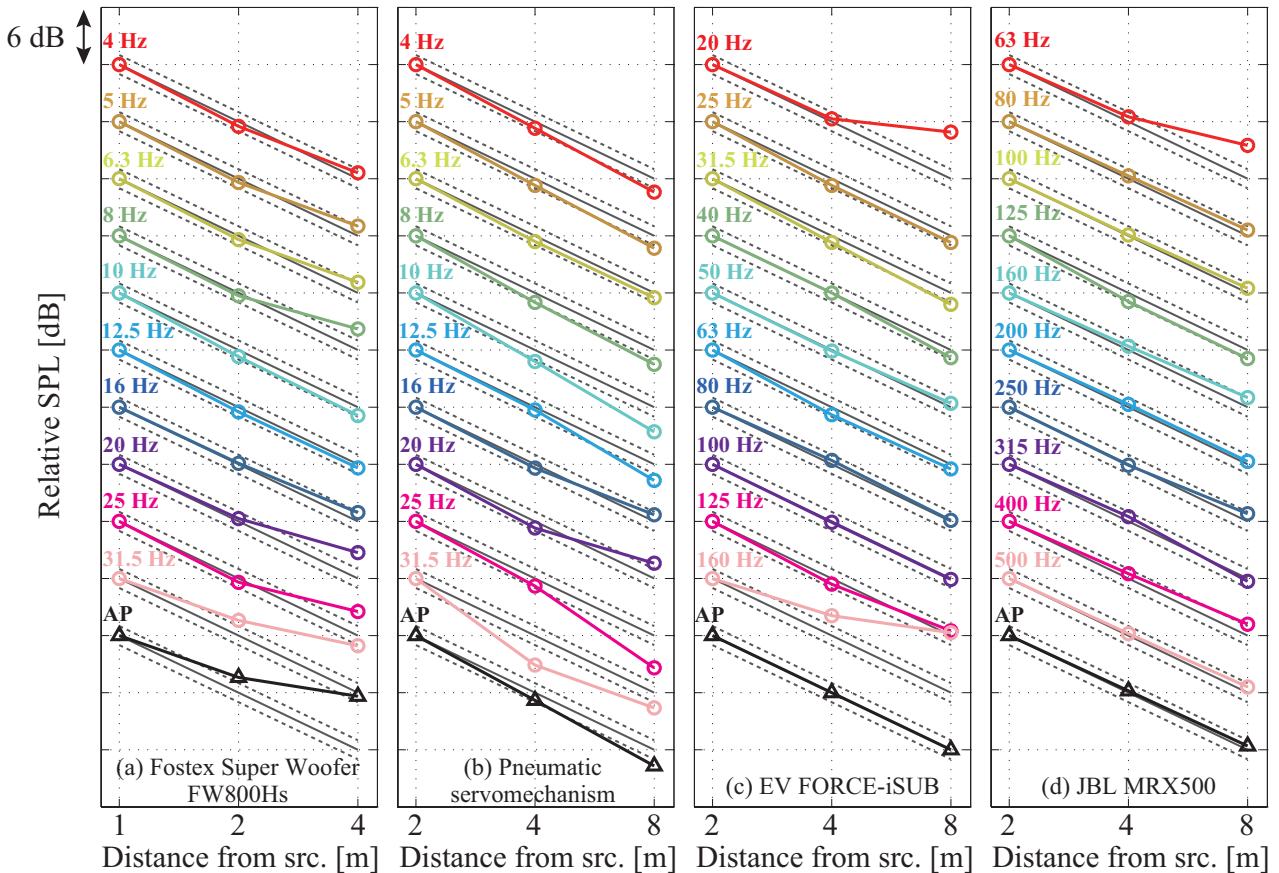 6 dB
Relative SPL [dB]
4 Hz
5 Hz
6.3 Hz
8 Hz
10 Hz
12.5 Hz
16 Hz
20 Hz
25 Hz
31.5 Hz
AP
(a) Fostex Super Woofer
FW800Hs
1 2 4
Distance from src. [m]
4 Hz
5 Hz
6.3 Hz
8 Hz
10 Hz
12.5 Hz
16 Hz
20 Hz
25 Hz
31.5 Hz
AP
(b) Pneumatic
servomechanism
2 4 8
Distance from src. [m]
20 Hz
25 Hz
31.5 Hz
40 Hz
50 Hz
63 Hz
80 Hz
100 Hz
125 Hz
160 Hz
AP
(c) EV FORCE-iSUB
2 4 8
Distance from src. [m]
63 Hz
80 Hz
100 Hz
125 Hz
160 Hz
200 Hz
250 Hz
315 Hz
400 Hz
500 Hz
AP
(d) JBL MRX500
2 4 8
Distance from src. [m]